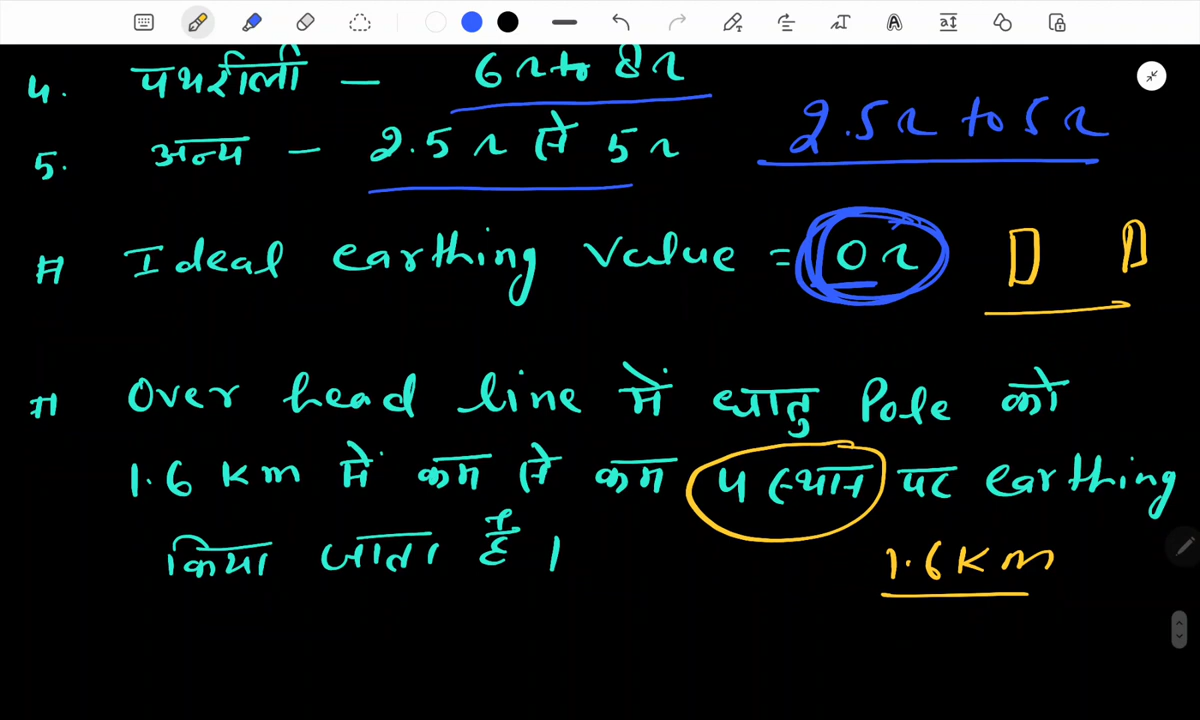 4. पथरीली – 6Ω to 8Ω
5. अन्य – 2.5Ω से 5Ω
2.5Ω to 5Ω
# Ideal earthing Value = 0Ω
# Over head line में धातु Pole को
1.6 Km में कम से कम 4 स्थान पर earthing
किया जाता है।
1.6 Km